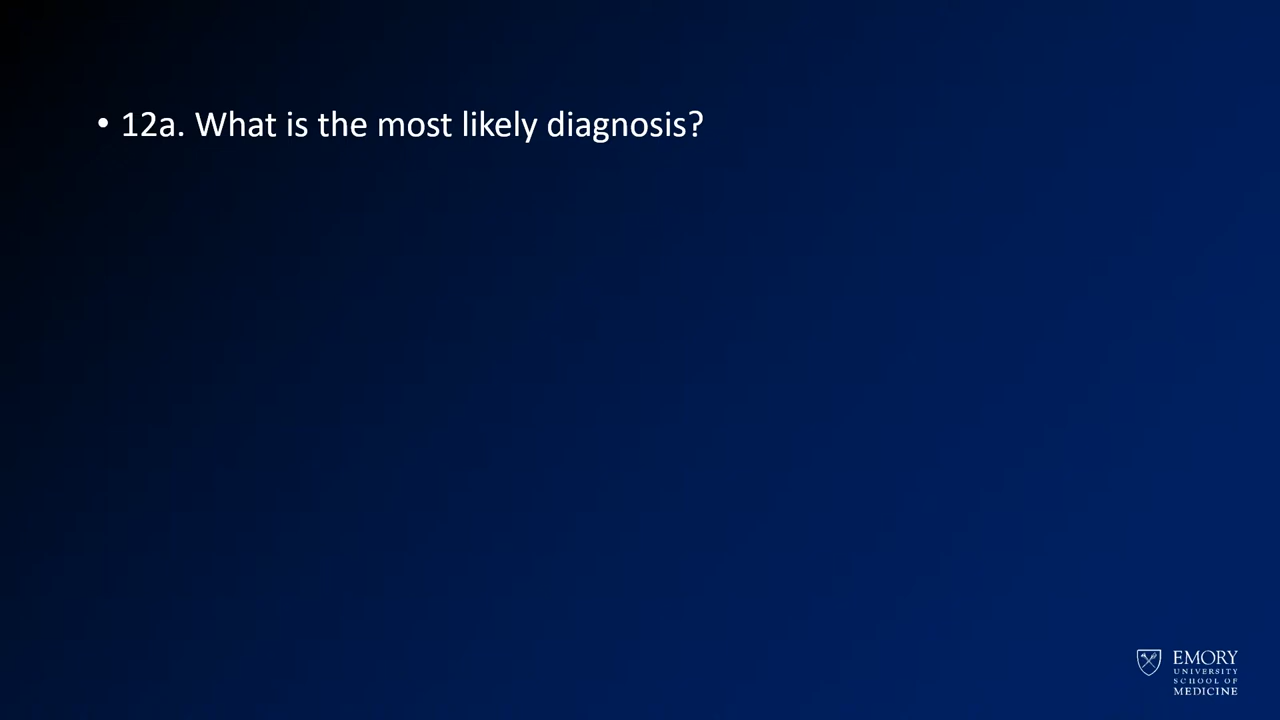 • 12a. What is the most likely diagnosis?
EMORY
UNIVERSITY
SCHOOL OF
MEDICINE